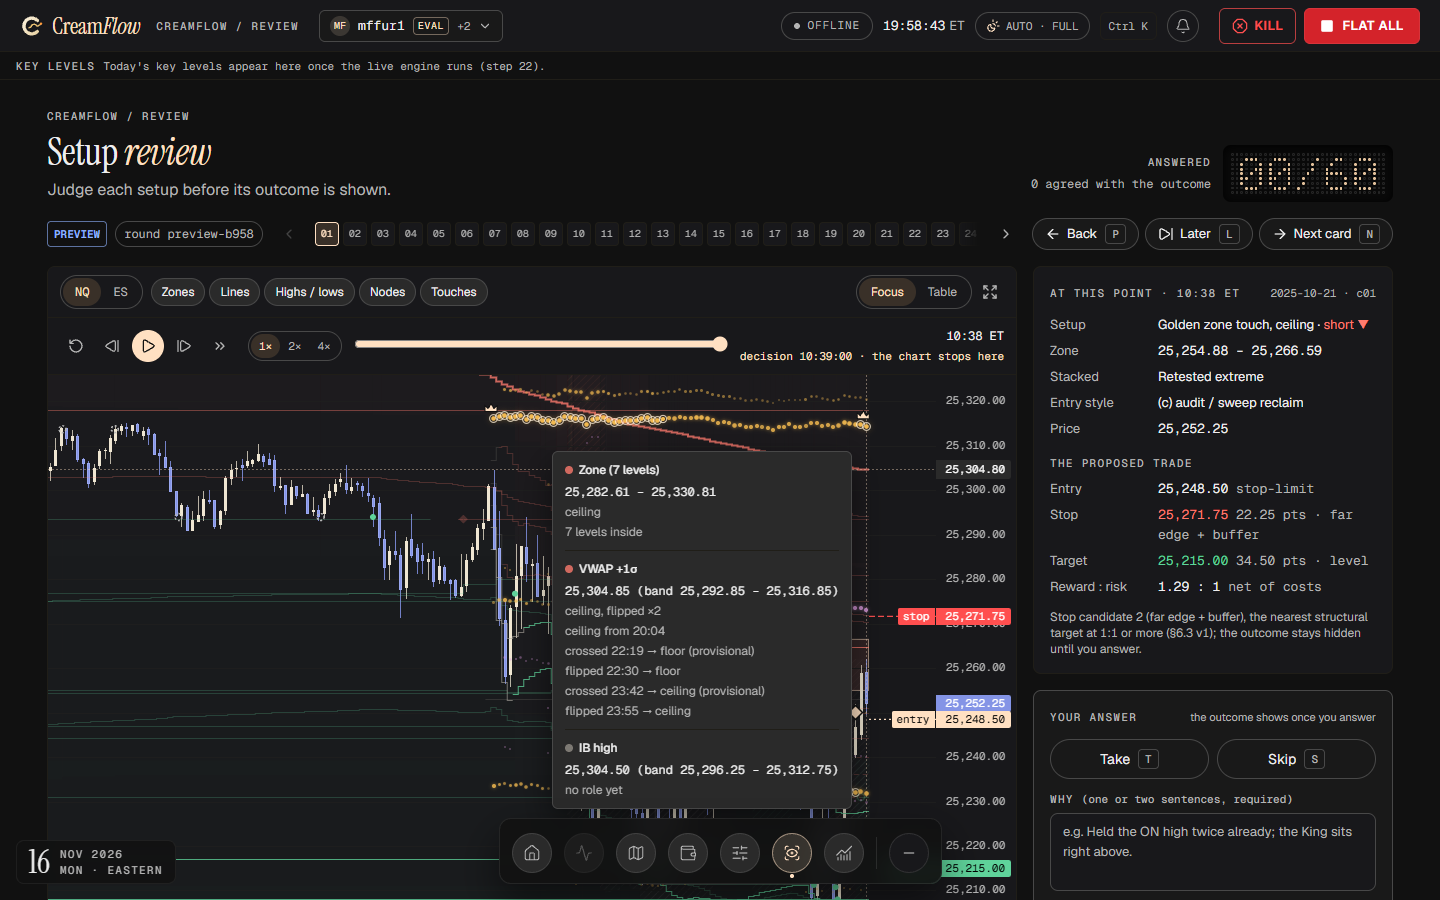 CreamFlow
CREAMFLOW / REVIEW
MF mffur1 EVAL +2
OFFLINE
19:58:43 ET
AUTO · FULL
Ctrl K
KILL
FLAT ALL
KEY LEVELS Today's key levels appear here once the live engine runs (step 22).
CREAMFLOW / REVIEW
Setup review
Judge each setup before its outcome is shown.
ANSWERED
0 agreed with the outcome
00/60
PREVIEW
round preview-b958
01 02 03 04 05 06 07 08 09 10 11 12 13 14 15 16 17 18 19 20 21 22 23 24
Back P
Later L
Next card N
NQ ES
Zones
Lines
Highs / lows
Nodes
Touches
Focus Table
1× 2× 4×
10:38 ET
decision 10:39:00 · the chart stops here
25,320.00
25,310.00
25,304.80
25,300.00
25,290.00
25,280.00
stop 25,271.75
25,260.00
25,252.25
entry 25,248.50
25,240.00
25,230.00
25,220.00
25,215.00
25,210.00
Zone (7 levels)
25,282.61 – 25,330.81
ceiling
7 levels inside
VWAP +1σ
25,304.85 (band 25,292.85 – 25,316.85)
ceiling, flipped ×2
ceiling from 20:04
crossed 22:19 → floor (provisional)
flipped 22:30 → floor
crossed 23:42 → ceiling (provisional)
flipped 23:55 → ceiling
IB high
25,304.50 (band 25,296.25 – 25,312.75)
no role yet
AT THIS POINT · 10:38 ET
2025-10-21 · c01
Setup Golden zone touch, ceiling · short ▼
Zone 25,254.88 – 25,266.59
Stacked Retested extreme
Entry style (c) audit / sweep reclaim
Price 25,252.25
THE PROPOSED TRADE
Entry 25,248.50 stop-limit
Stop 25,271.75 22.25 pts · far
edge + buffer
Target 25,215.00 34.50 pts · level
Reward : risk 1.29 : 1 net of costs
Stop candidate 2 (far edge + buffer), the nearest structural
target at 1:1 or more (§6.3 v1); the outcome stays hidden
until you answer.
YOUR ANSWER
the outcome shows once you answer
Take T
Skip S
WHY (one or two sentences, required)
e.g. Held the ON high twice already; the King sits
right above.
16 NOV 2026
MON · EASTERN